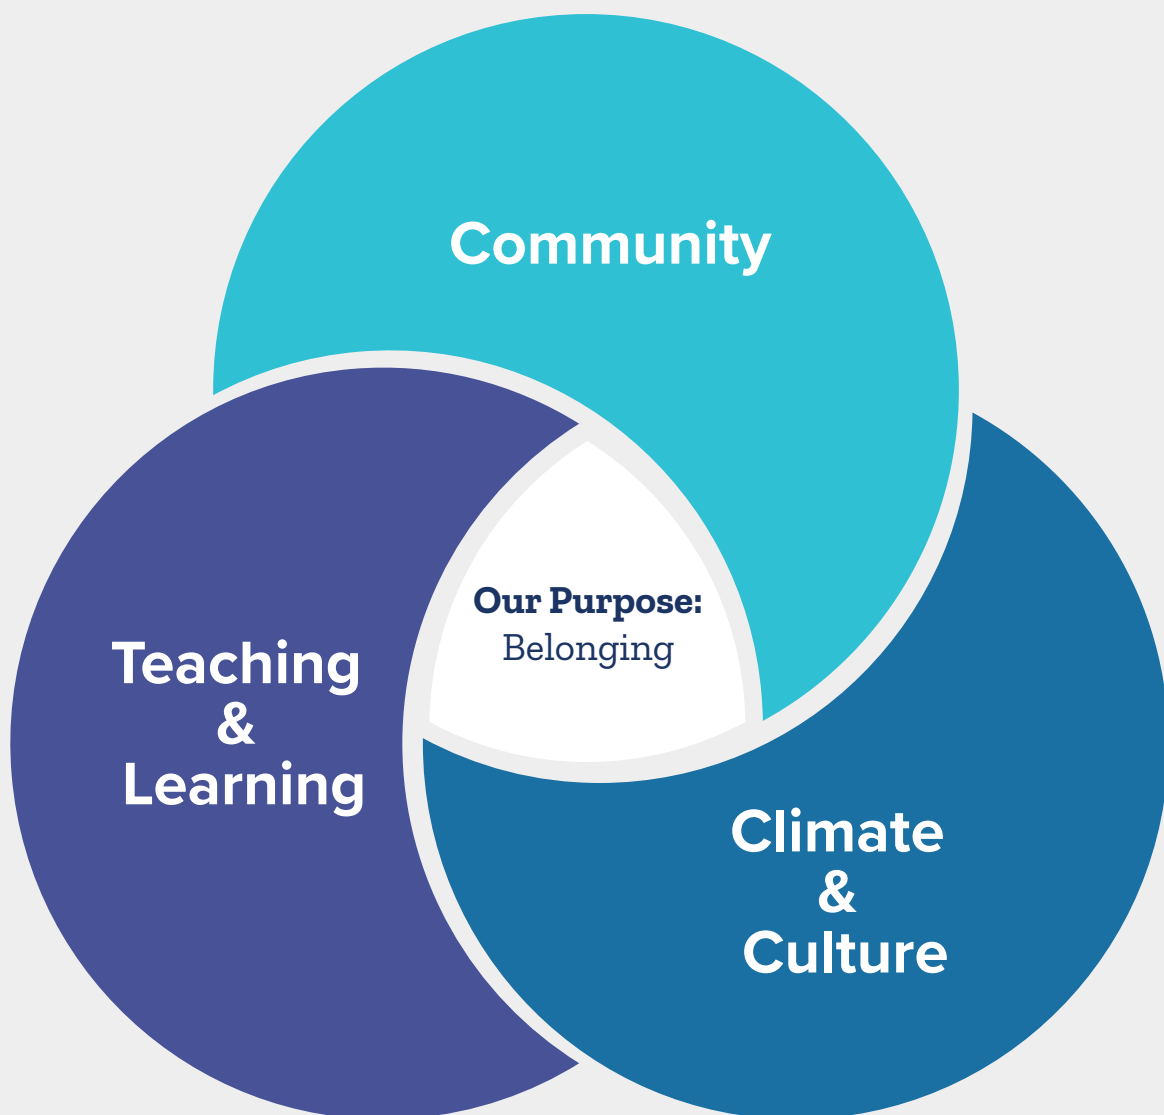 Community
Our Purpose:
Belonging
Teaching
&
Learning
Climate
&
Culture